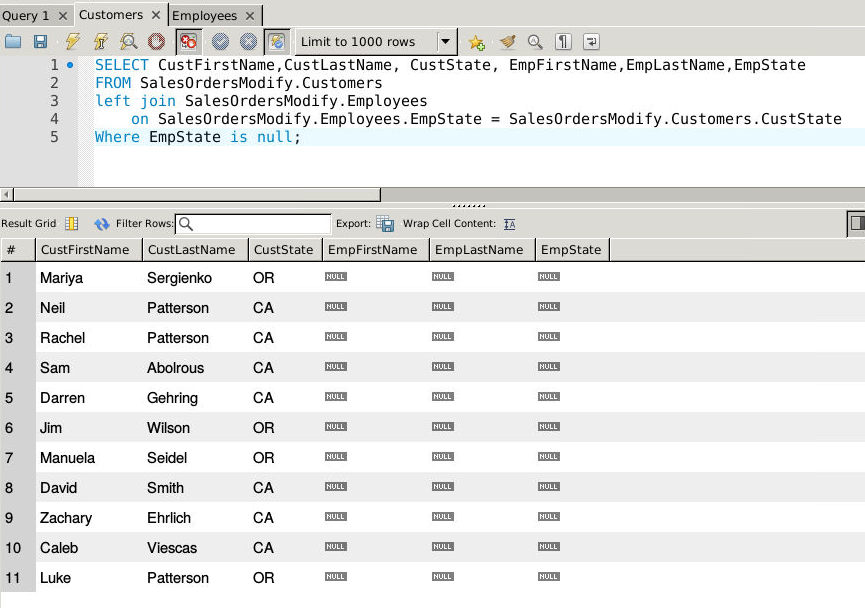 Query 1 Customers Employees
Limit to 1000 rows
1 SELECT CustFirstName,CustLastName, CustState, EmpFirstName,EmpLastName,EmpState
2 FROM SalesOrdersModify.Customers
3 left join SalesOrdersModify.Employees
4 on SalesOrdersModify.Employees.EmpState = SalesOrdersModify.Customers.CustState
5 Where EmpState is null;
Result Grid Filter Rows: Export: Wrap Cell Content:
# CustFirstName CustLastName CustState EmpFirstName EmpLastName EmpState
1 Mariya Sergienko OR NULL NULL NULL
2 Neil Patterson CA NULL NULL NULL
3 Rachel Patterson CA NULL NULL NULL
4 Sam Abolrous CA NULL NULL NULL
5 Darren Gehring CA NULL NULL NULL
6 Jim Wilson OR NULL NULL NULL
7 Manuela Seidel OR NULL NULL NULL
8 David Smith CA NULL NULL NULL
9 Zachary Ehrlich CA NULL NULL NULL
10 Caleb Viescas CA NULL NULL NULL
11 Luke Patterson OR NULL NULL NULL